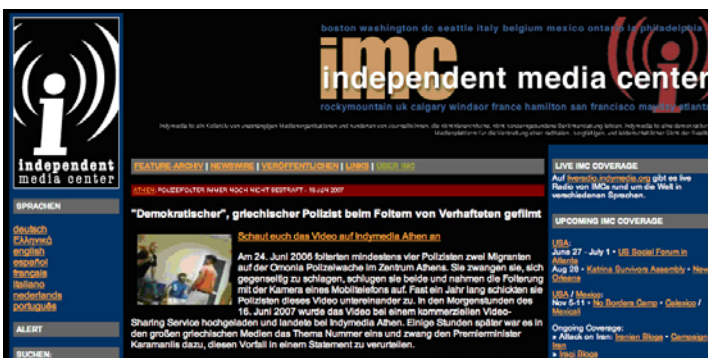 boston washington dc seattle italy belgium mexico ontario la philadelphia
imc
independent media center
rockymountain uk calgary windsor france hamilton san francisco atlanta
independent
media center
FEATURE-ARCHIV | NEWSWIRE | VERÖFFENTLICHEN | LINKS | ÜBER IMC
ATHEN: POLIZEIFOLTER IMMER NOCH NICHT BESTRAFT - 18 JUN 2007
"Demokratischer", griechischer Polizist beim Foltern von Verhafteten gefilmt
Schaut euch das Video auf Indymedia Athen an
Am 24. Juni 2006 folterten mindestens vier Polizisten zwei Migranten
auf der Omonia Polizeiwache im Zentrum Athens. Sie zwangen sie, sich
gegenseitig zu schlagen, schlugen sie beide und nahmen die Folterung
mit der Kamera eines Mobiltelefons auf. Fast ein Jahr lang schickten sie
Polizisten dieses Video untereinander zu. In den Morgenstunden des
16. Juni 2007 wurde das Video bei einem kommerziellen Video-
Sharing Service hochgeladen und landete bei Indymedia Athen. Einige Stunden später war es in
den großen griechischen Medien das Thema Nummer eins und zwang den Premierminister
Karamanlis dazu, diesen Vorfall in einem Statement zu verurteilen.
SPRACHEN
deutsch
Ελληνικά
english
español
français
italiano
nederlands
português
ALERT
SUCHEN:
LIVE IMC COVERAGE
Auf liveradio.indymedia.org gibt es live
Radio von IMCs rund um die Welt in
verschiedenen Sprachen.
UPCOMING IMC COVERAGE
USA:
June 27 - July 1 • US Social Forum in
Atlanta
Aug 28 • Katrina Survivors Assembly • New
Orleans
USA / Mexico:
Nov 5-11 • No Borders Camp • Calexico /
Mexicali
Ongoing Coverage:
» Attack on Iran: Iranian Blogs • Campaign
Iran
» Iraqi Blogs